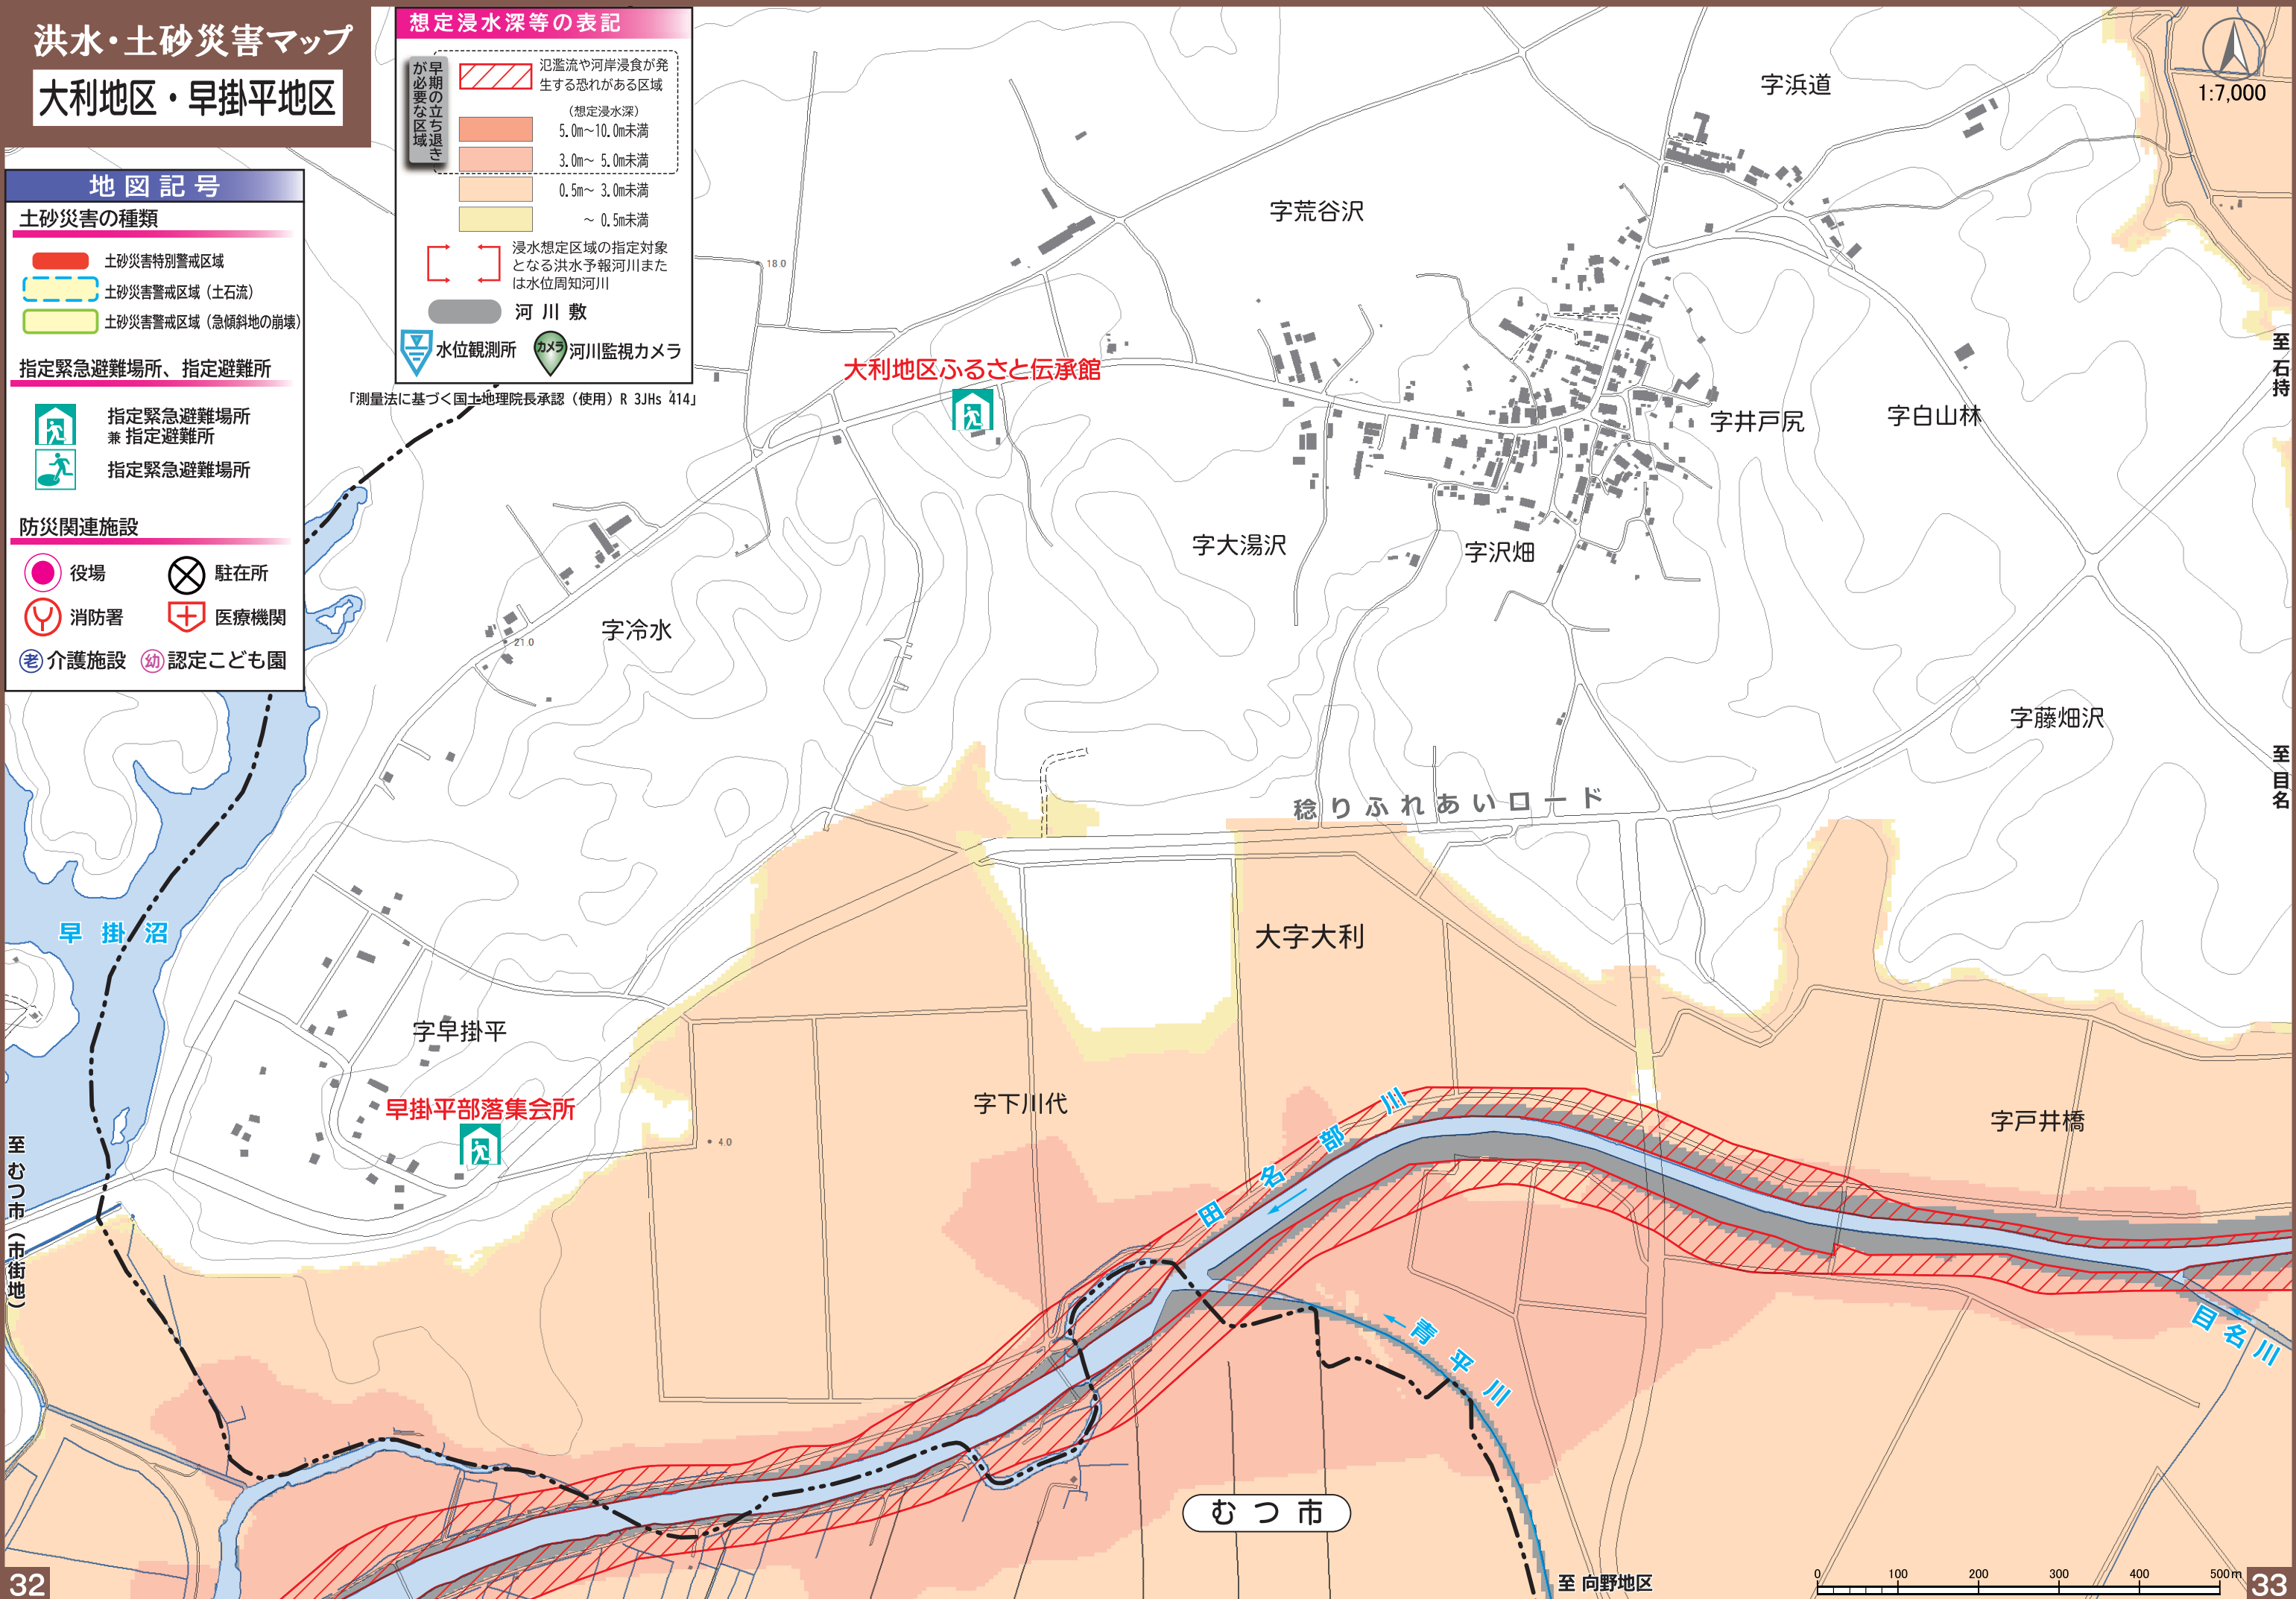 洪水・土砂災害マップ
大利地区・早掛平地区
地図記号
土砂災害の種類
土砂災害特別警戒区域
土砂災害警戒区域（土石流）
土砂災害警戒区域（急傾斜地の崩壊）
指定緊急避難場所、指定避難所
指定緊急避難場所
兼 指定避難所
指定緊急避難場所
防災関連施設
役場
駐在所
消防署
医療機関
老 介護施設
幼 認定こども園
想定浸水深等の表記
早期の立ち退き
が必要な区域
氾濫流や河岸浸食が発
生する恐れがある区域
（想定浸水深）
5.0m～10.0m未満
3.0m～ 5.0m未満
0.5m～ 3.0m未満
～ 0.5m未満
浸水想定区域の指定対象
となる洪水予報河川また
は水位周知河川
河川敷
水位観測所
カメラ
河川監視カメラ
「測量法に基づく国土地理院長承認（使用）R 3JHs 414」
1:7,000
字浜道
字荒谷沢
18.0
大利地区ふるさと伝承館
至 石持
字井戸尻
字白山林
字大湯沢
字沢畑
字冷水
21.0
字藤畑沢
至 目名
稔りふれあいロード
早掛沼
大字大利
字早掛平
早掛平部落集会所
字下川代
4.0
字戸井橋
田名部川
青平川
目名川
至 むつ市（市街地）
むつ市
至 向野地区
0 100 200 300 400 500m
32
33